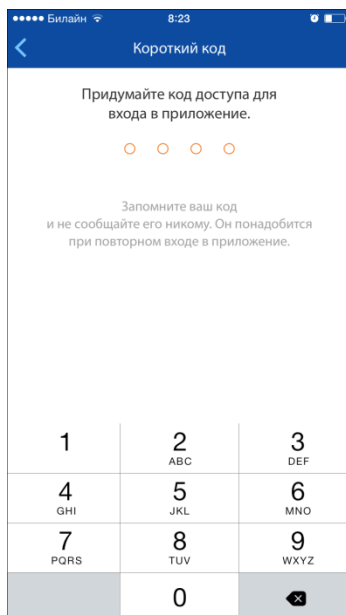 Билайн 8:23
Короткий код
Придумайте код доступа для
входа в приложение.
Запомните ваш код
и не сообщайте его никому. Он понадобится
при повторном входе в приложение.
1 2 3
ABC DEF
4 5 6
GHI JKL MNO
7 8 9
PQRS TUV WXYZ
0